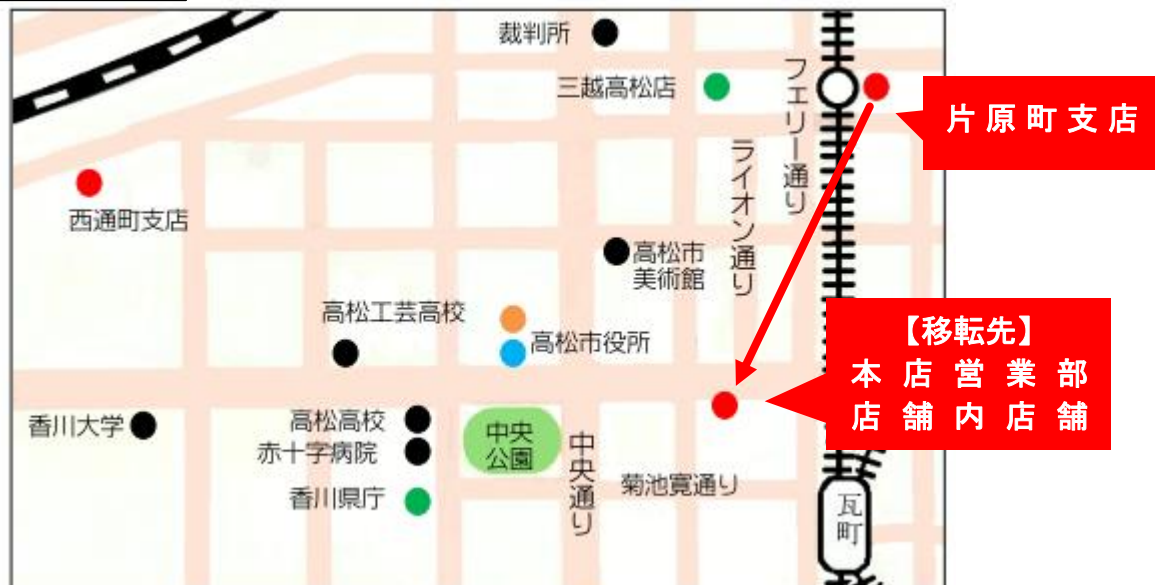 裁判所
三越高松店
フェリー通り
片原町支店
ライオン通り
西通町支店
高松市
美術館
高松工芸高校
高松市役所
【移転先】
本店営業部
店舗内店舗
香川大学
高松高校
赤十字病院
中央
公園
中央通り
香川県庁
菊池寛通り
瓦町